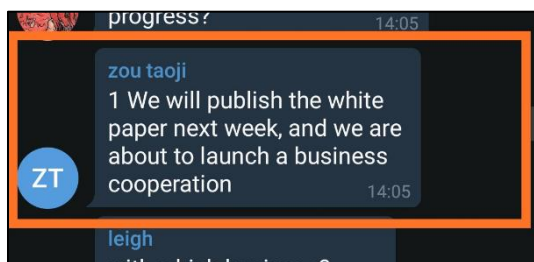 progress?
14:05
zou taoji
1 We will publish the white
paper next week, and we are
about to launch a business
cooperation
14:05
ZT
leigh